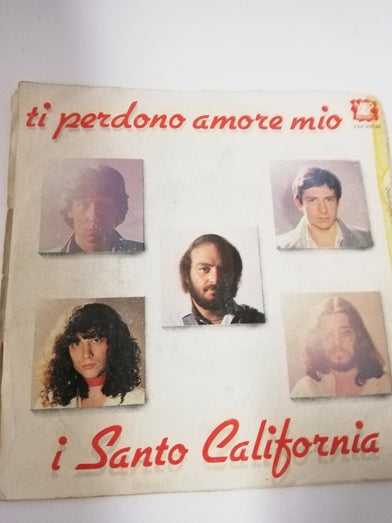 ti perdono amore mio
i Santo California